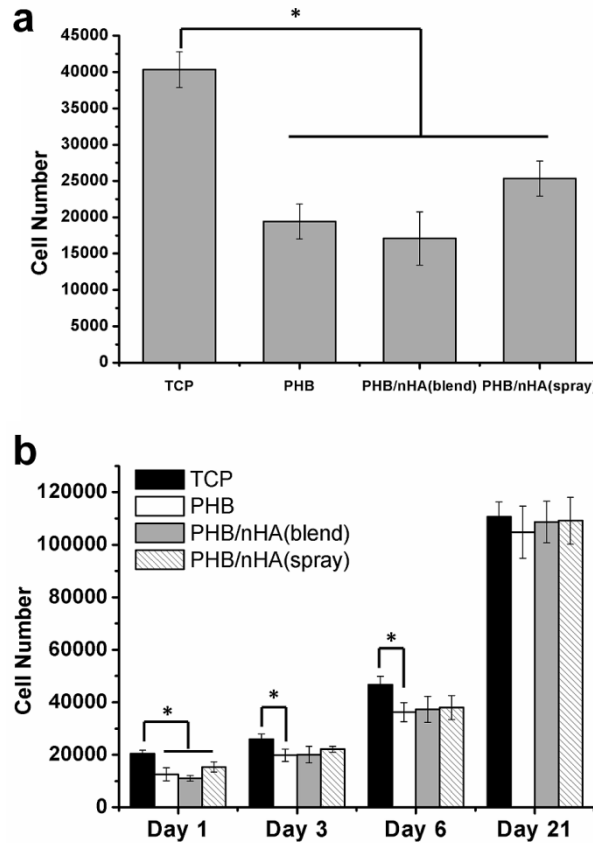 a
*
45000
40000
35000
30000
25000
20000
15000
10000
5000
0
Cell Number
TCP PHB PHB/nHA(blend) PHB/nHA(spray)
b
TCP
PHB
PHB/nHA(blend)
PHB/nHA(spray)
120000
100000
80000
60000
40000
20000
0
Cell Number
* * *
Day 1 Day 3 Day 6 Day 21